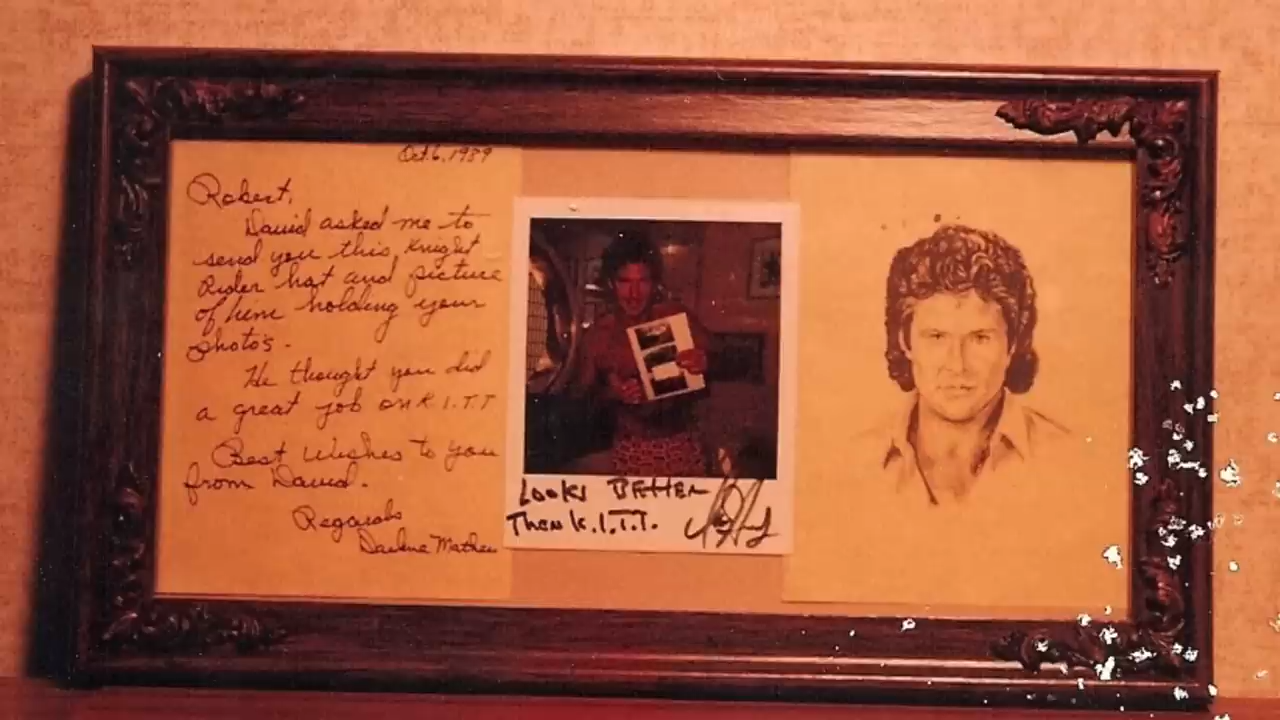 Oct. 6, 1989
Robert,
David asked me to
send you this Knight
Rider hat and picture
of him holding your
photo's.
He thought you did
a great job on K.I.T.T
Best Wishes to you
from David.
Regards
Darlene
LOOKS BETTER
Then K.I.T.T.